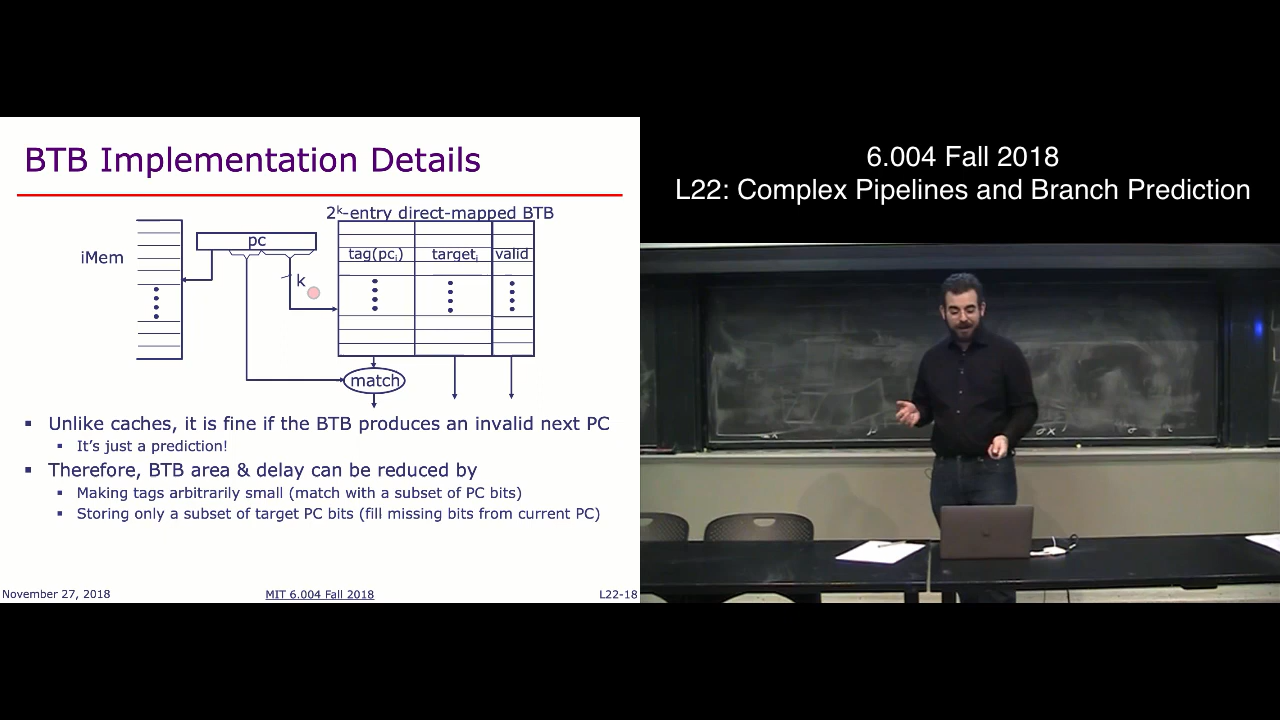 BTB Implementation Details
2k-entry direct-mapped BTB
iMem
pc
k
tag(pci)
targeti
valid
match
▪ Unlike caches, it is fine if the BTB produces an invalid next PC
▪ It's just a prediction!
▪ Therefore, BTB area & delay can be reduced by
▪ Making tags arbitrarily small (match with a subset of PC bits)
▪ Storing only a subset of target PC bits (fill missing bits from current PC)
November 27, 2018
MIT 6.004 Fall 2018
L22-18
6.004 Fall 2018
L22: Complex Pipelines and Branch Prediction